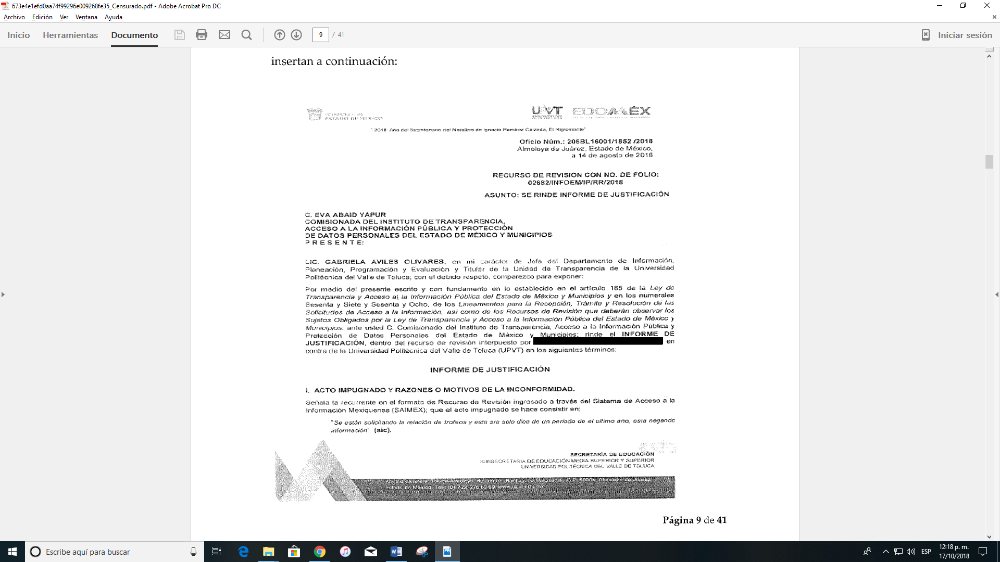 673e4e1efd0aa74f99296e009268fe35_Censurado.pdf - Adobe Acrobat Pro DC
Archivo Edición Ver Ventana Ayuda
Inicio Herramientas Documento 9 / 41 Iniciar sesión
insertan a continuación:
GOBIERNO DEL
ESTADO DE MÉXICO
UPVT EDOMÉX
" 2018. Año del Bicentenario del Natalicio de Ignacio Ramírez Calzada, El Nigromante"
Oficio Núm.: 205BL16001/1852 /2018
Almoloya de Juárez, Estado de México,
a 14 de agosto de 2018
RECURSO DE REVISION CON NO. DE FOLIO:
02682/INFOEM/IP/RR/2018
ASUNTO: SE RINDE INFORME DE JUSTIFICACIÓN
C. EVA ABAID YAPUR
COMISIONADA DEL INSTITUTO DE TRANSPARENCIA,
ACCESO A LA INFORMACIÓN PÚBLICA Y PROTECCIÓN
DE DATOS PERSONALES DEL ESTADO DE MÉXICO Y MUNICIPIOS
P R E S E N T E:
LIC. GABRIELA AVILES OLIVARES, en mi carácter de Jefa del Departamento de Información,
Planeación, Programación y Evaluación y Titular de la Unidad de Transparencia de la Universidad
Politécnica del Valle de Toluca; con el debido respeto, comparezco para exponer:
Por medio del presente escrito y con fundamento en lo establecido en el artículo 185 de la Ley de
Transparencia y Acceso a la Información Pública del Estado de México y Municipios y en los numerales
Sesenta y Siete y Sesenta y Ocho, de los Lineamientos para la Recepción, Trámite y Resolución de las
Solicitudes de Acceso a la Información, así como de los Recursos de Revisión que deberán observar los
Sujetos Obligados por la Ley de Transparencia y Acceso a la Información Pública del Estado de México y
Municipios: ante usted C. Comisionado del Instituto de Transparencia, Acceso a la Información Pública y
Protección de Datos Personales del Estado de México y Municipios; rinde el INFORME DE
JUSTIFICACIÓN, dentro del recurso de revisión interpuesto por en
contra de la Universidad Politécnica del Valle de Toluca (UPVT) en los siguientes términos:
INFORME DE JUSTIFICACIÓN
I. ACTO IMPUGNADO Y RAZONES O MOTIVOS DE LA INCONFORMIDAD.
Señala la recurrente en el formato de Recurso de Revisión ingresado a través del Sistema de Acceso a la
Información Mexiquense (SAIMEX); que el acto impugnado se hace consistir en:
"Se están solicitando la relación de trofeos y esta sra solo dice de un periodo de el ultimo año, esta negando
información" (sic).
SECRETARÍA DE EDUCACIÓN
SUBSECRETARÍA DE EDUCACIÓN MEDIA SUPERIOR Y SUPERIOR
UNIVERSIDAD POLITÉCNICA DEL VALLE DE TOLUCA
Km 5.6 carretera Toluca-Almoloya de Juárez, Santiaguito Tlalcilalcali, C.P. 50904, Almoloya de Juárez,
Estado de México. Tel.: (01 722) 276 60 60. www.upvt.edu.mx
Página 9 de 41
Escribe aquí para buscar
ESP
12:18 p. m.
17/10/2018